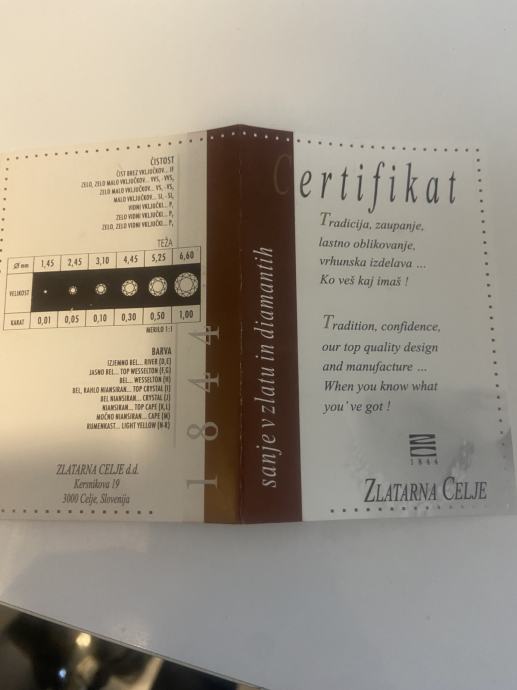 ČISTOST
ČIST BREZ VKLJUČKOV... IF
ZELO, ZELO MALO VKLJUČKOV... VVS₁ VVS₂
ZELO MALO VKLJUČKOV... VS₁ VS₂
MALO VKLJUČKOV ... SI₁ SI₂
VIDNI VKLJUČKI ... P₁
ZELO VIDNI VKLJUČKI ... P₂
ZELO, ZELO VIDNI VKLJUČKI ... P₃
TEŽA
Ø mm 1,45 2,45 3,10 4,45 5,25 6,60
VELIKOST
KARAT 0,01 0,05 0,10 0,30 0,50 1,00
MERILO 1:1
BARVA
IZJEMNO BEL... RIVER (D,E)
JASNO BEL... TOP WESSELTON (F,G)
BEL... WESSELTON (H)
BEL, RAHLO NIANSIRAN... TOP CRYSTAL (I)
BEL NIANSIRAN... CRYSTAL (J)
NIANSIRAN... TOP CAPE (K,L)
MOČNO NIANSIRAN... CAPE (M)
RUMENKAST... LIGHT YELLOW (N-R)
ZLATARNA CELJE d.d.
Kersnikova 19
3000 Celje, Slovenija
1844
sanje v zlatu in diamantih
Certifikat
Tradicija, zaupanje,
lastno oblikovanje,
vrhunska izdelava ...
Ko veš kaj imaš !
Tradition, confidence,
our top quality design
and manufacture ...
When you know what
you've got !
1844
ZLATARNA CELJE